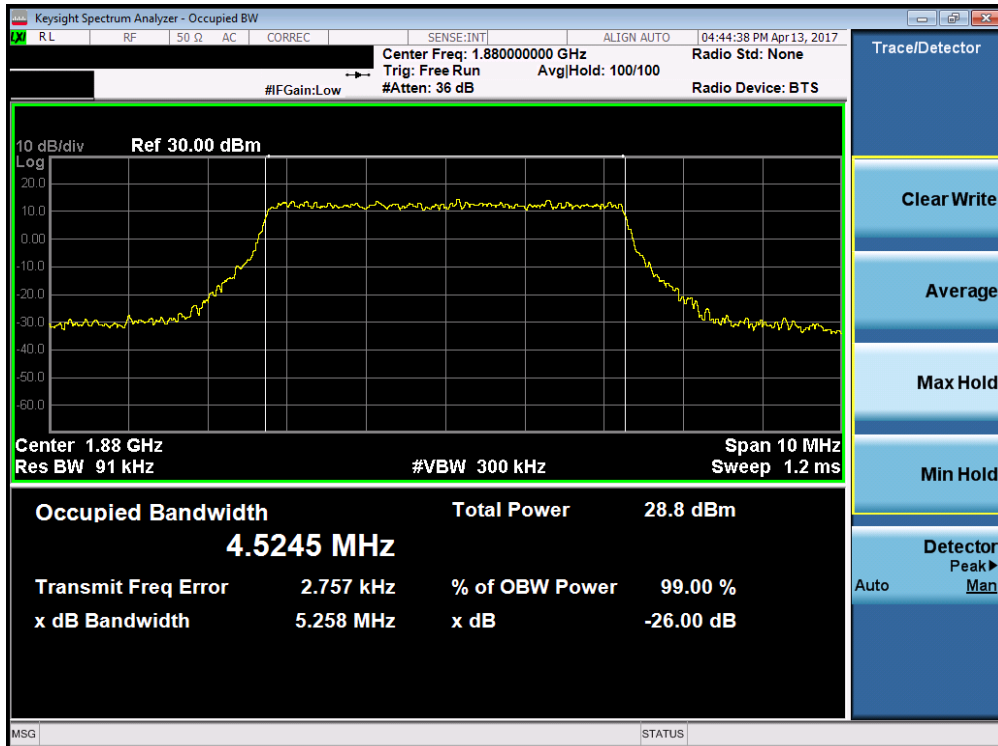 Keysight Spectrum Analyzer - Occupied BW
LXI RL RF 50 Ω AC CORREC SENSE:INT ALIGN AUTO 04:44:38 PM Apr 13, 2017
Center Freq: 1.880000000 GHz Radio Std: None
Trig: Free Run Avg|Hold: 100/100
#IFGain:Low #Atten: 36 dB Radio Device: BTS
10 dB/div Ref 30.00 dBm
Log
20.0
10.0
0.00
-10.0
-20.0
-30.0
-40.0
-50.0
-60.0
Center 1.88 GHz Span 10 MHz
Res BW 91 kHz #VBW 300 kHz Sweep 1.2 ms
Occupied Bandwidth Total Power 28.8 dBm
4.5245 MHz
Transmit Freq Error 2.757 kHz % of OBW Power 99.00 %
x dB Bandwidth 5.258 MHz x dB -26.00 dB
MSG STATUS
Trace/Detector
Clear Write
Average
Max Hold
Min Hold
Detector
Peak▶
Auto Man